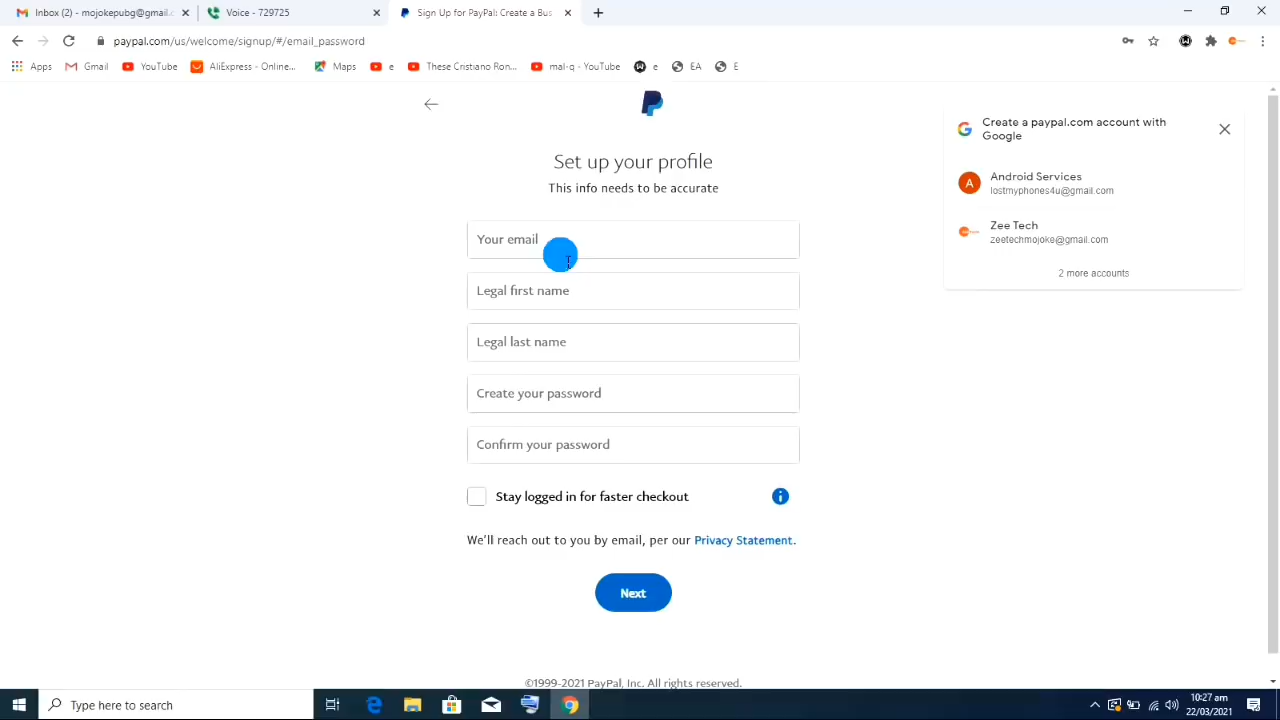 Inbox (2) - mojokepubg@gmail.c
Voice - 729725
Sign Up for PayPal: Create a Bus
paypal.com/us/welcome/signup/#/email_password
Apps
Gmail
YouTube
AliExpress - Online...
Maps
e
These Cristiano Ron...
mal-q - YouTube
e
EA
E
Set up your profile
This info needs to be accurate
Your email
Legal first name
Legal last name
Create your password
Confirm your password
Stay logged in for faster checkout
We'll reach out to you by email, per our Privacy Statement.
Next
©1999-2021 PayPal, Inc. All rights reserved.
Create a paypal.com account with
Google
A
Android Services
lostmyphones4u@gmail.com
Zee Tech
zeetechmojoke@gmail.com
2 more accounts
Type here to search
10:27 am
22/03/2021